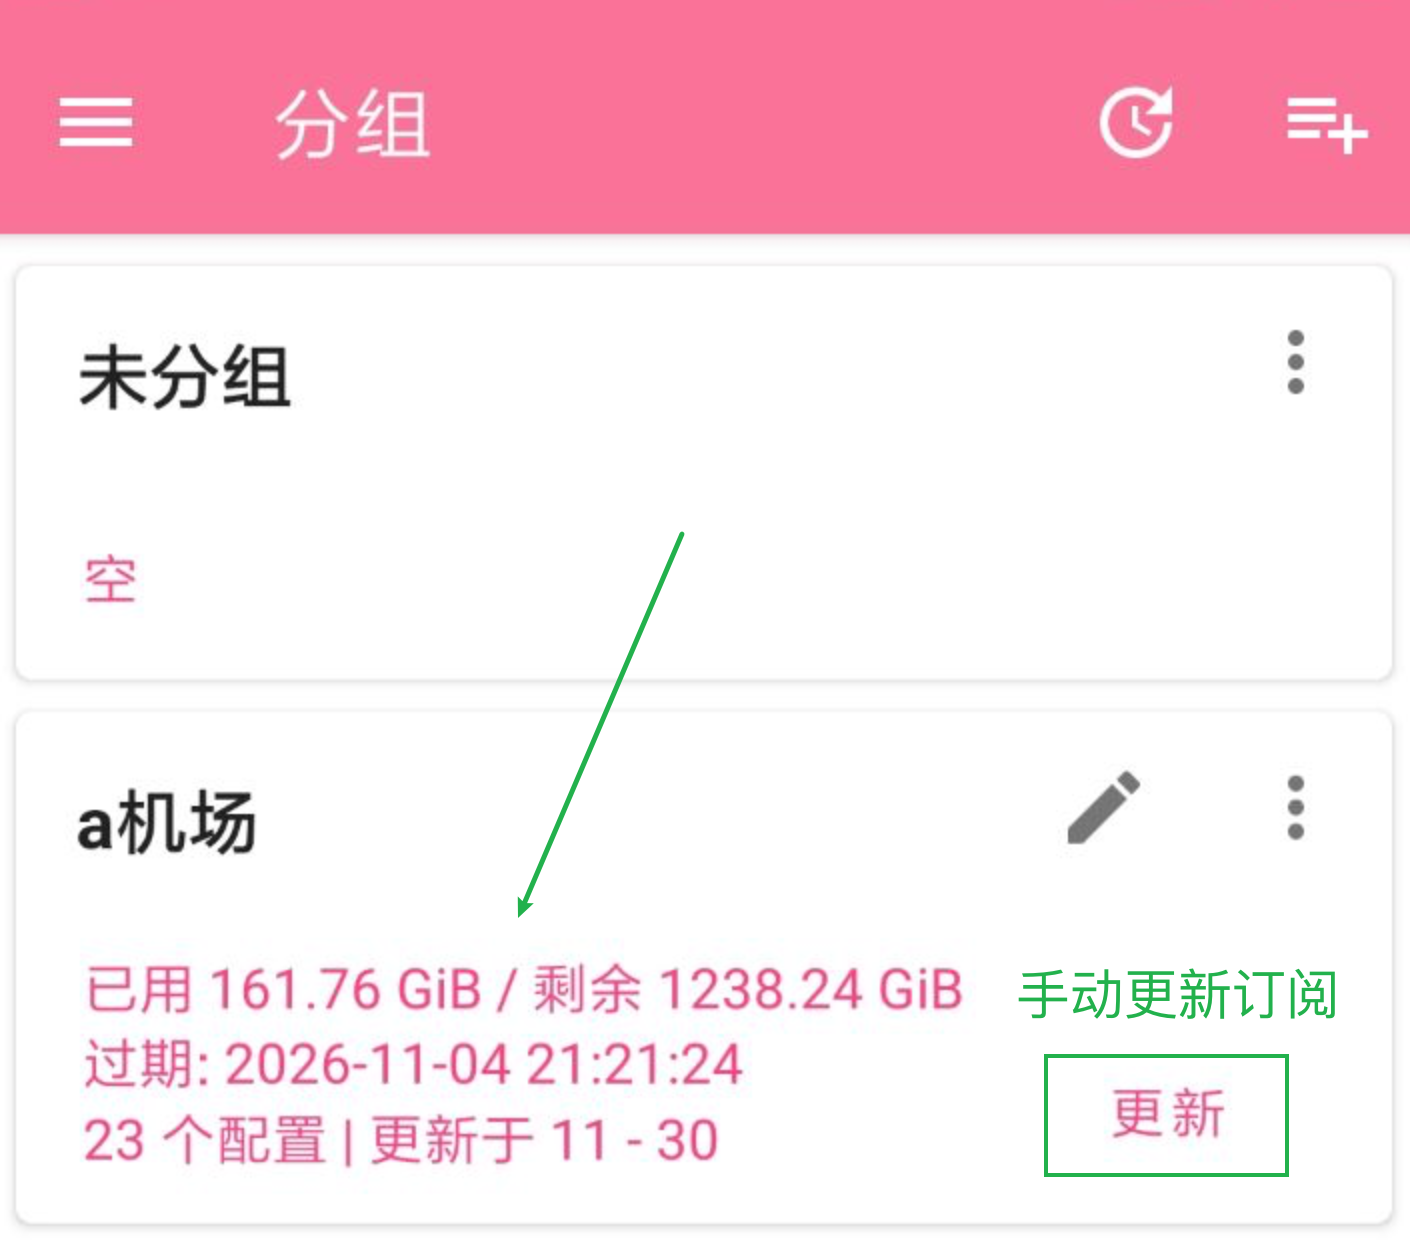 分组
未分组
空
a机场
已用 161.76 GiB / 剩余 1238.24 GiB
手动更新订阅
过期: 2026-11-04 21:21:24
更新
23 个配置 | 更新于 11 - 30